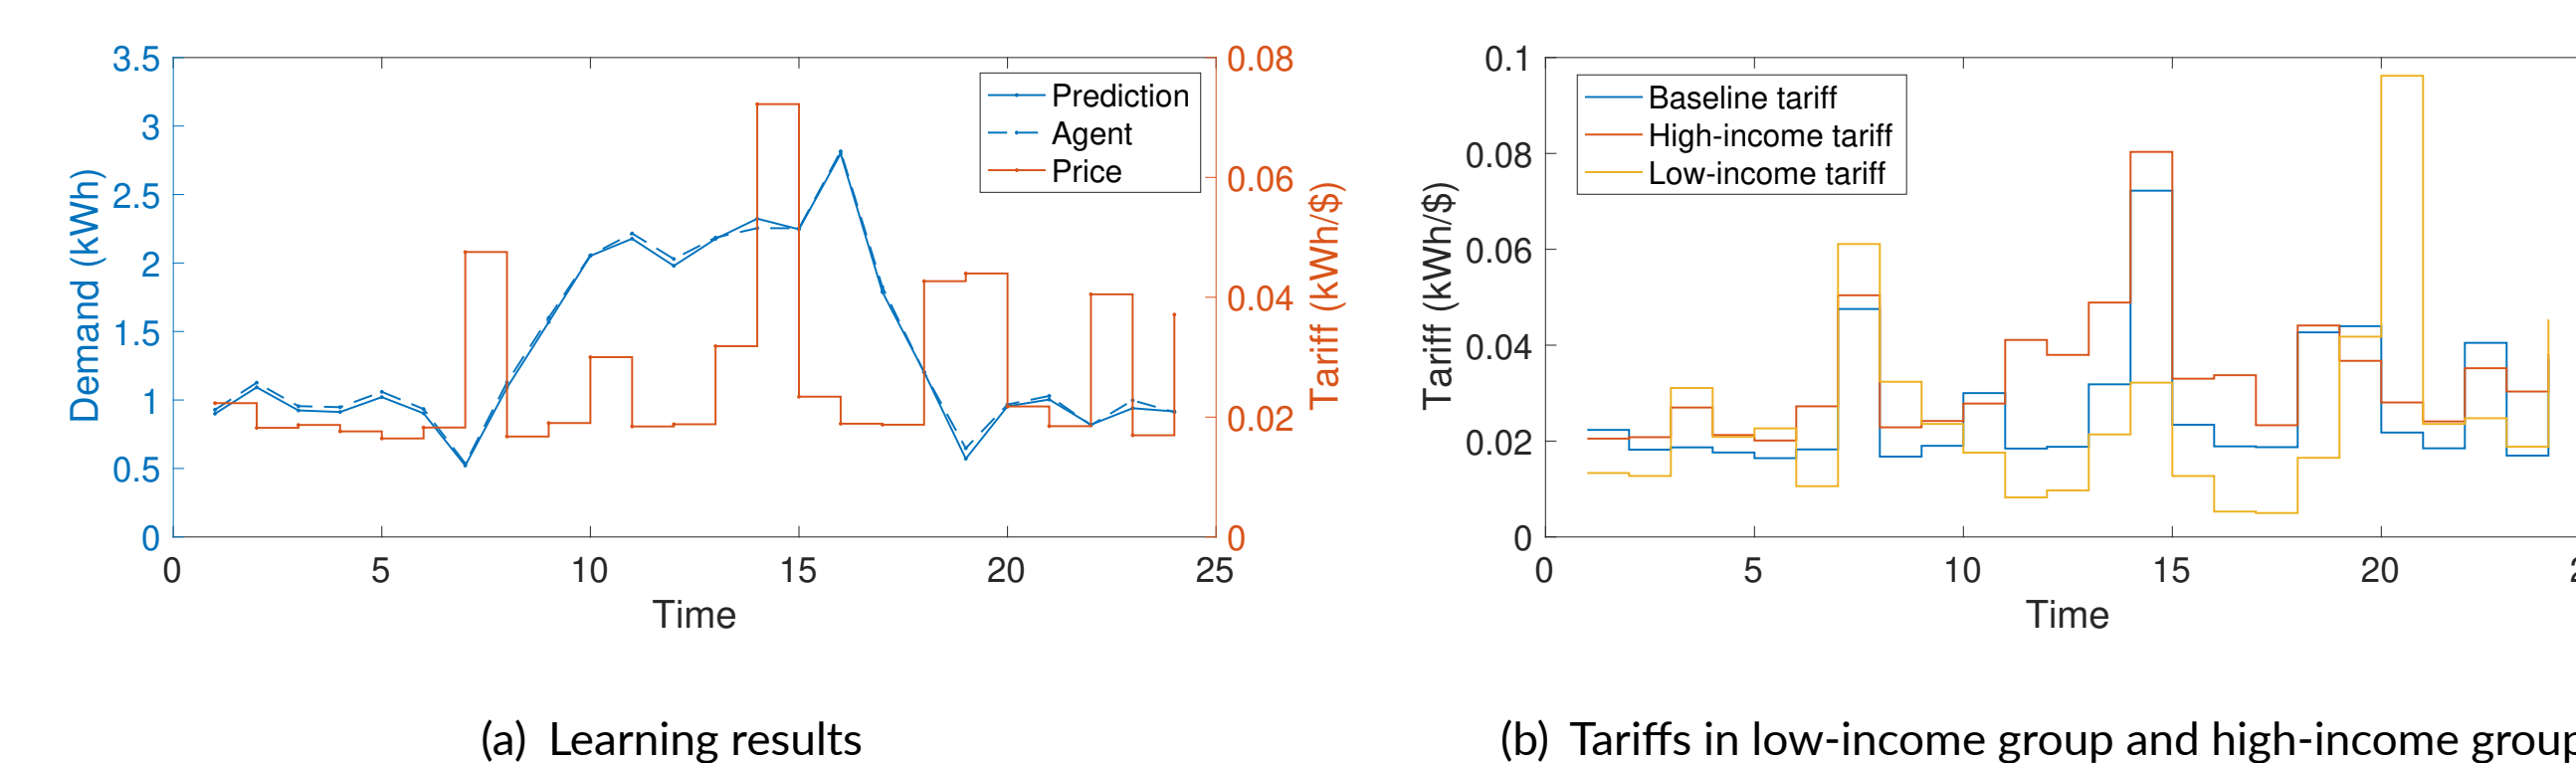 3.5
3
2.5
2
1.5
1
0.5
0
Demand (kWh)
0.08
0.06
0.04
0.02
0
Tariff (kWh/$)
Prediction
Agent
Price
0 5 10 15 20 25
Time
(a) Learning results
0.1
0.08
0.06
0.04
0.02
0
Tariff (kWh/$)
Baseline tariff
High-income tariff
Low-income tariff
0 5 10 15 20
Time
(b) Tariffs in low-income group and high-income group